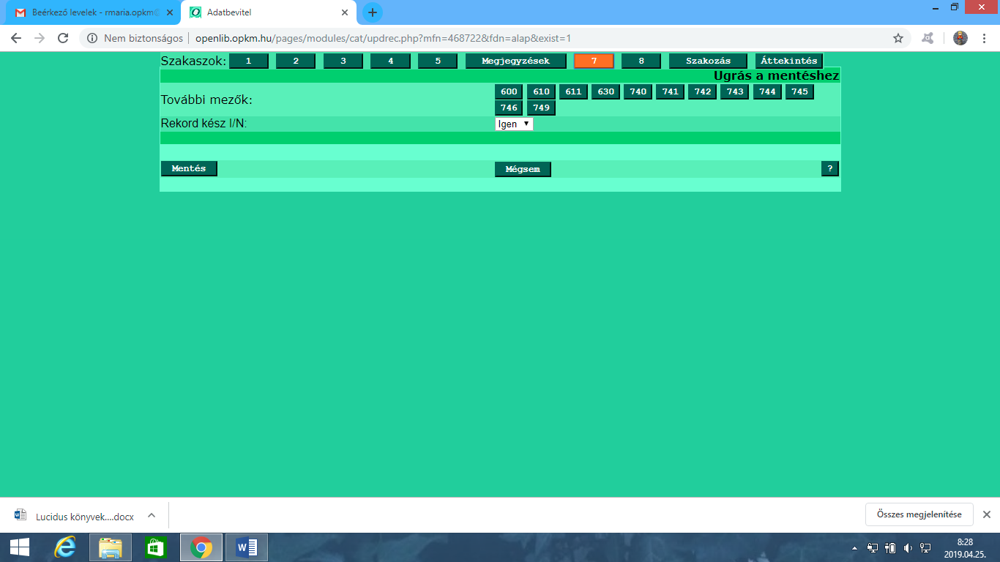 Beérkező levelek - rmaria.opkm@
Adatbevitel
Nem biztonságos | openlib.opkm.hu/pages/modules/cat/updrec.php?mfn=468722&fdn=alap&exist=1
Szakaszok: 1 2 3 4 5 Megjegyzések 7 8 Szakozás Áttekintés
Ugrás a mentéshez
További mezők: 600 610 611 630 740 741 742 743 744 745
746 749
Rekord kész I/N: Igen
Mentés Mégsem ?
Lucidus könyvek....docx
Összes megjelenítése
8:28
2019.04.25.